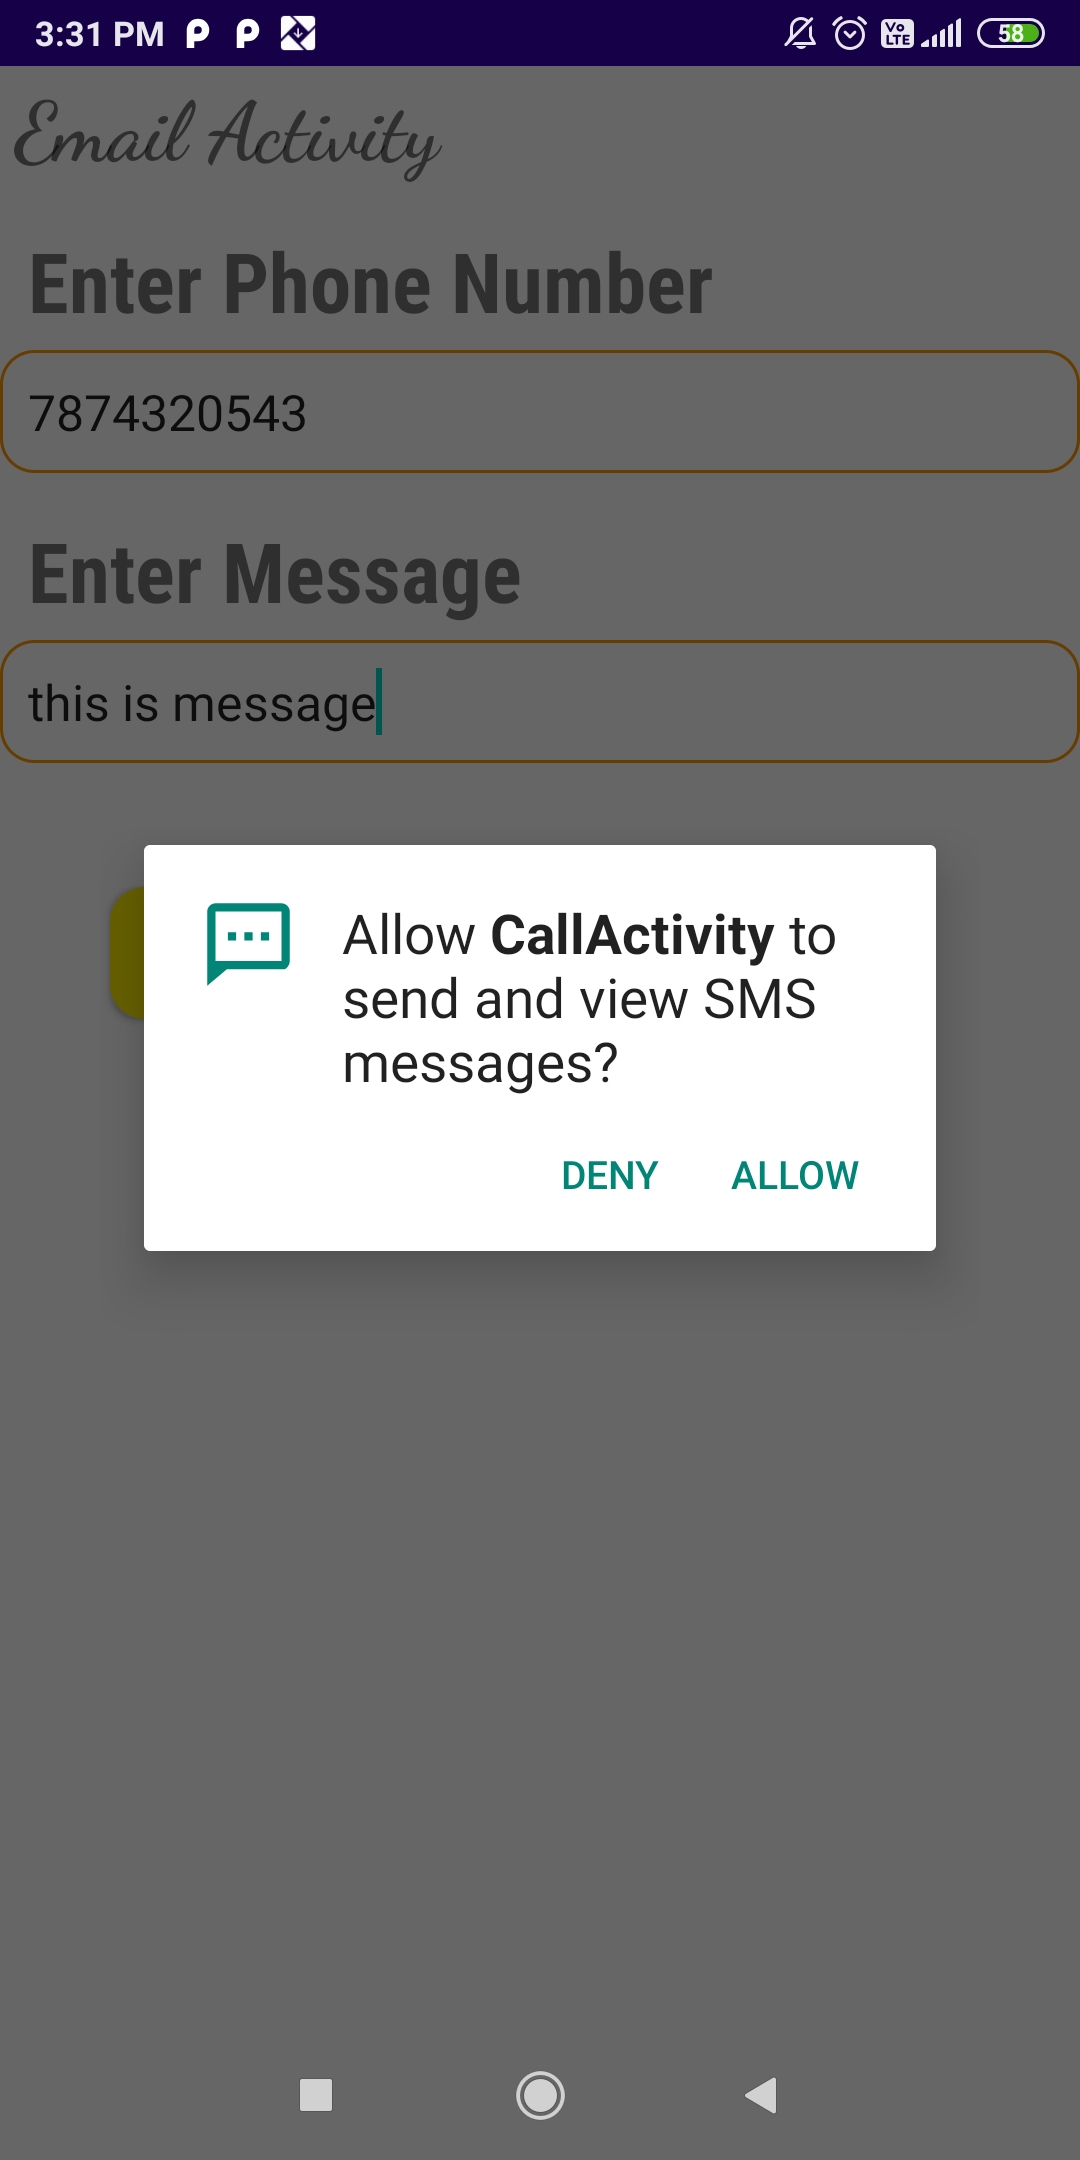 3:31 PM
Vo
LTE
58
Email Activity
Enter Phone Number
7874320543
Enter Message
this is message
Allow CallActivity to
send and view SMS
messages?
DENY ALLOW